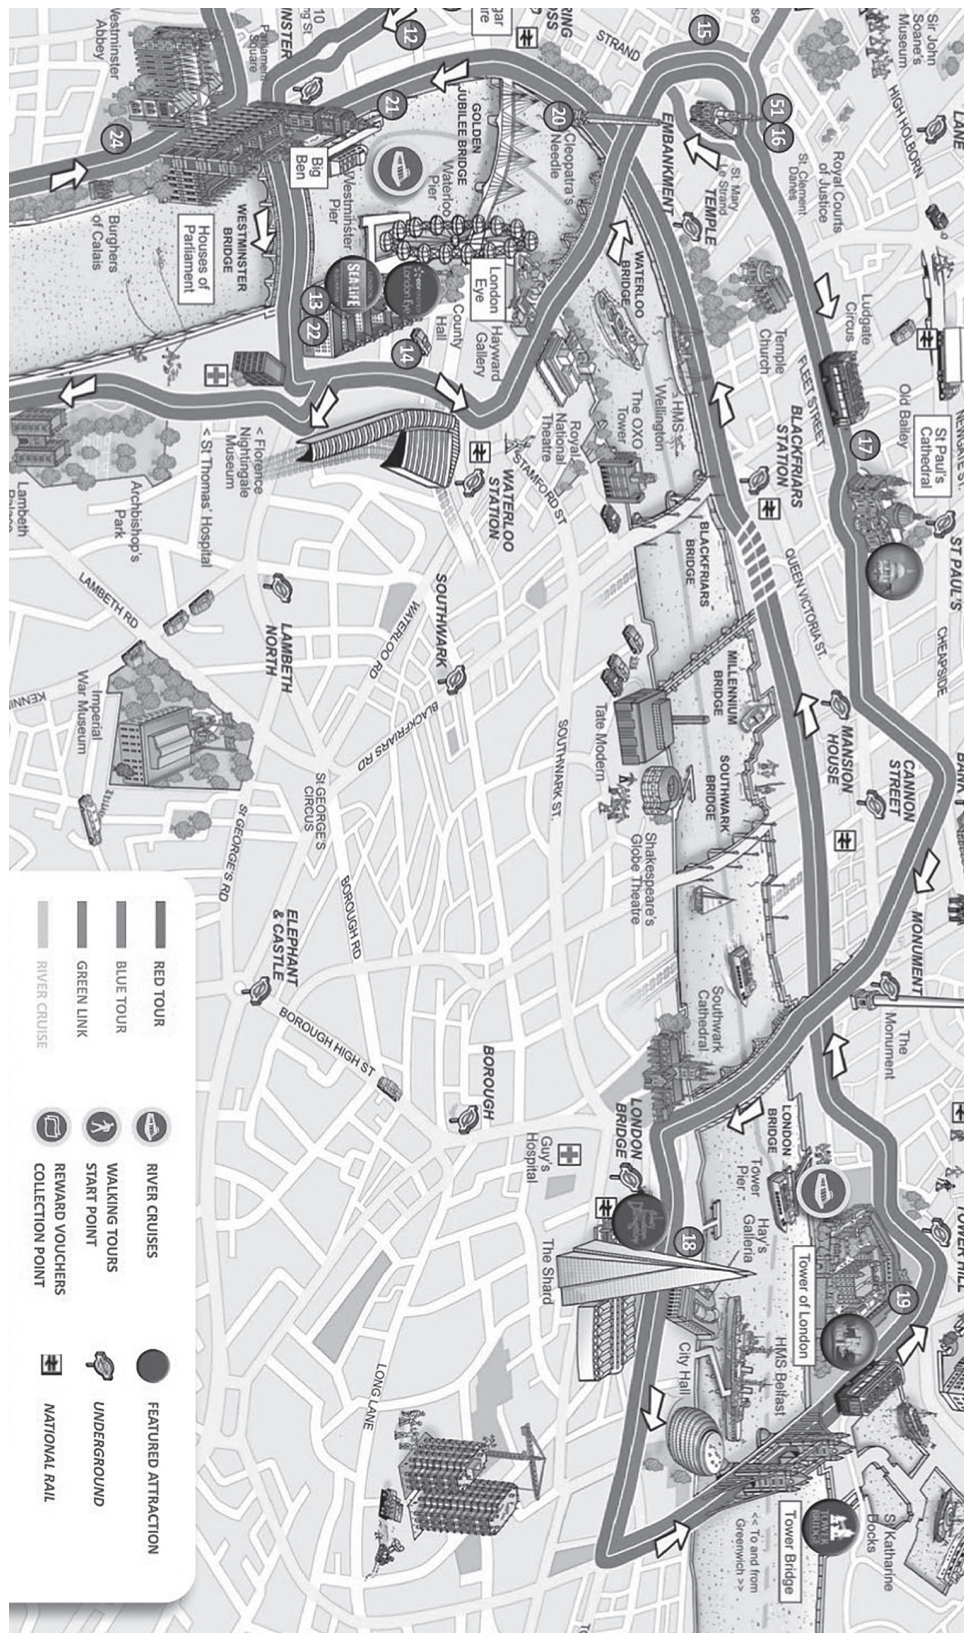 Sir John
Soane's
Museum
HIGH HOLBORN
LANE
STRAND
15
12
51
16
Royal Courts
of Justice
St. Clement
Danes
St. Mary
Le Strand
EMBANKMENT
TEMPLE
Temple
Church
Ludgate
Circus
FLEET STREET
Old Bailey
17
St Paul's
Cathedral
NEWGATE ST.
ST PAUL'S
CHEAPSIDE
BLACKFRIARS
STATION
QUEEN VICTORIA ST.
MANSION
HOUSE
CANNON
STREET
BANK
MONUMENT
The
Monument
TOWER HILL
Tower of London
19
St Katharine
Docks
Tower Bridge
<< To and from
Greenwich >>
HMS Belfast
City Hall
Hay's
Galleria
Tower
Pier
18
LONDON
BRIDGE
LONDON
BRIDGE
The Shard
Guy's
Hospital
Southwark
Cathedral
SOUTHWARK
BRIDGE
MILLENNIUM
BRIDGE
Shakespeare's
Globe Theatre
Tate Modern
BLACKFRIARS
BRIDGE
HMS
Wellington
The OXO
Tower
WATERLOO
BRIDGE
Royal
National
Theatre
STAMFORD ST
Cleopatra's
Needle
20
GOLDEN
JUBILEE BRIDGE
21
Waterloo
Pier
Westminster
Pier
London
Eye
London Eye
SEA LIFE
Hayward
Gallery
County
Hall
14
13
22
Big
Ben
Parliament
Square
Westminster
Abbey
24
WESTMINSTER
BRIDGE
Houses of
Parliament
Burghers
of Calais
WATERLOO
STATION
< Florence
Nightingale
Museum
< St Thomas' Hospital
Archbishop's
Park
Lambeth
LAMBETH RD
LAMBETH
NORTH
Imperial
War Museum
SOUTHWARK
WATERLOO RD
BLACKFRIARS RD
SOUTHWARK ST.
St GEORGE'S
CIRCUS
St GEORGE'S RD
BOROUGH RD
ELEPHANT
& CASTLE
BOROUGH HIGH ST
BOROUGH
LONG LANE
RED TOUR
BLUE TOUR
GREEN LINK
RIVER CRUISE
RIVER CRUISES
WALKING TOURS
START POINT
REWARD VOUCHERS
COLLECTION POINT
FEATURED ATTRACTION
UNDERGROUND
NATIONAL RAIL